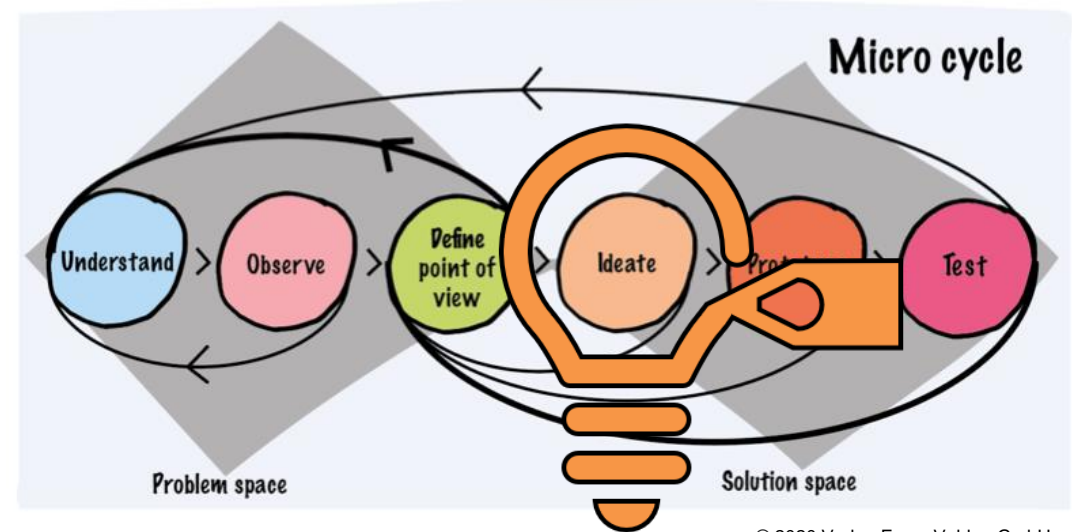 Micro cycle
Understand
Observe
Define
point of
view
Ideate
Test
Problem space
Solution space